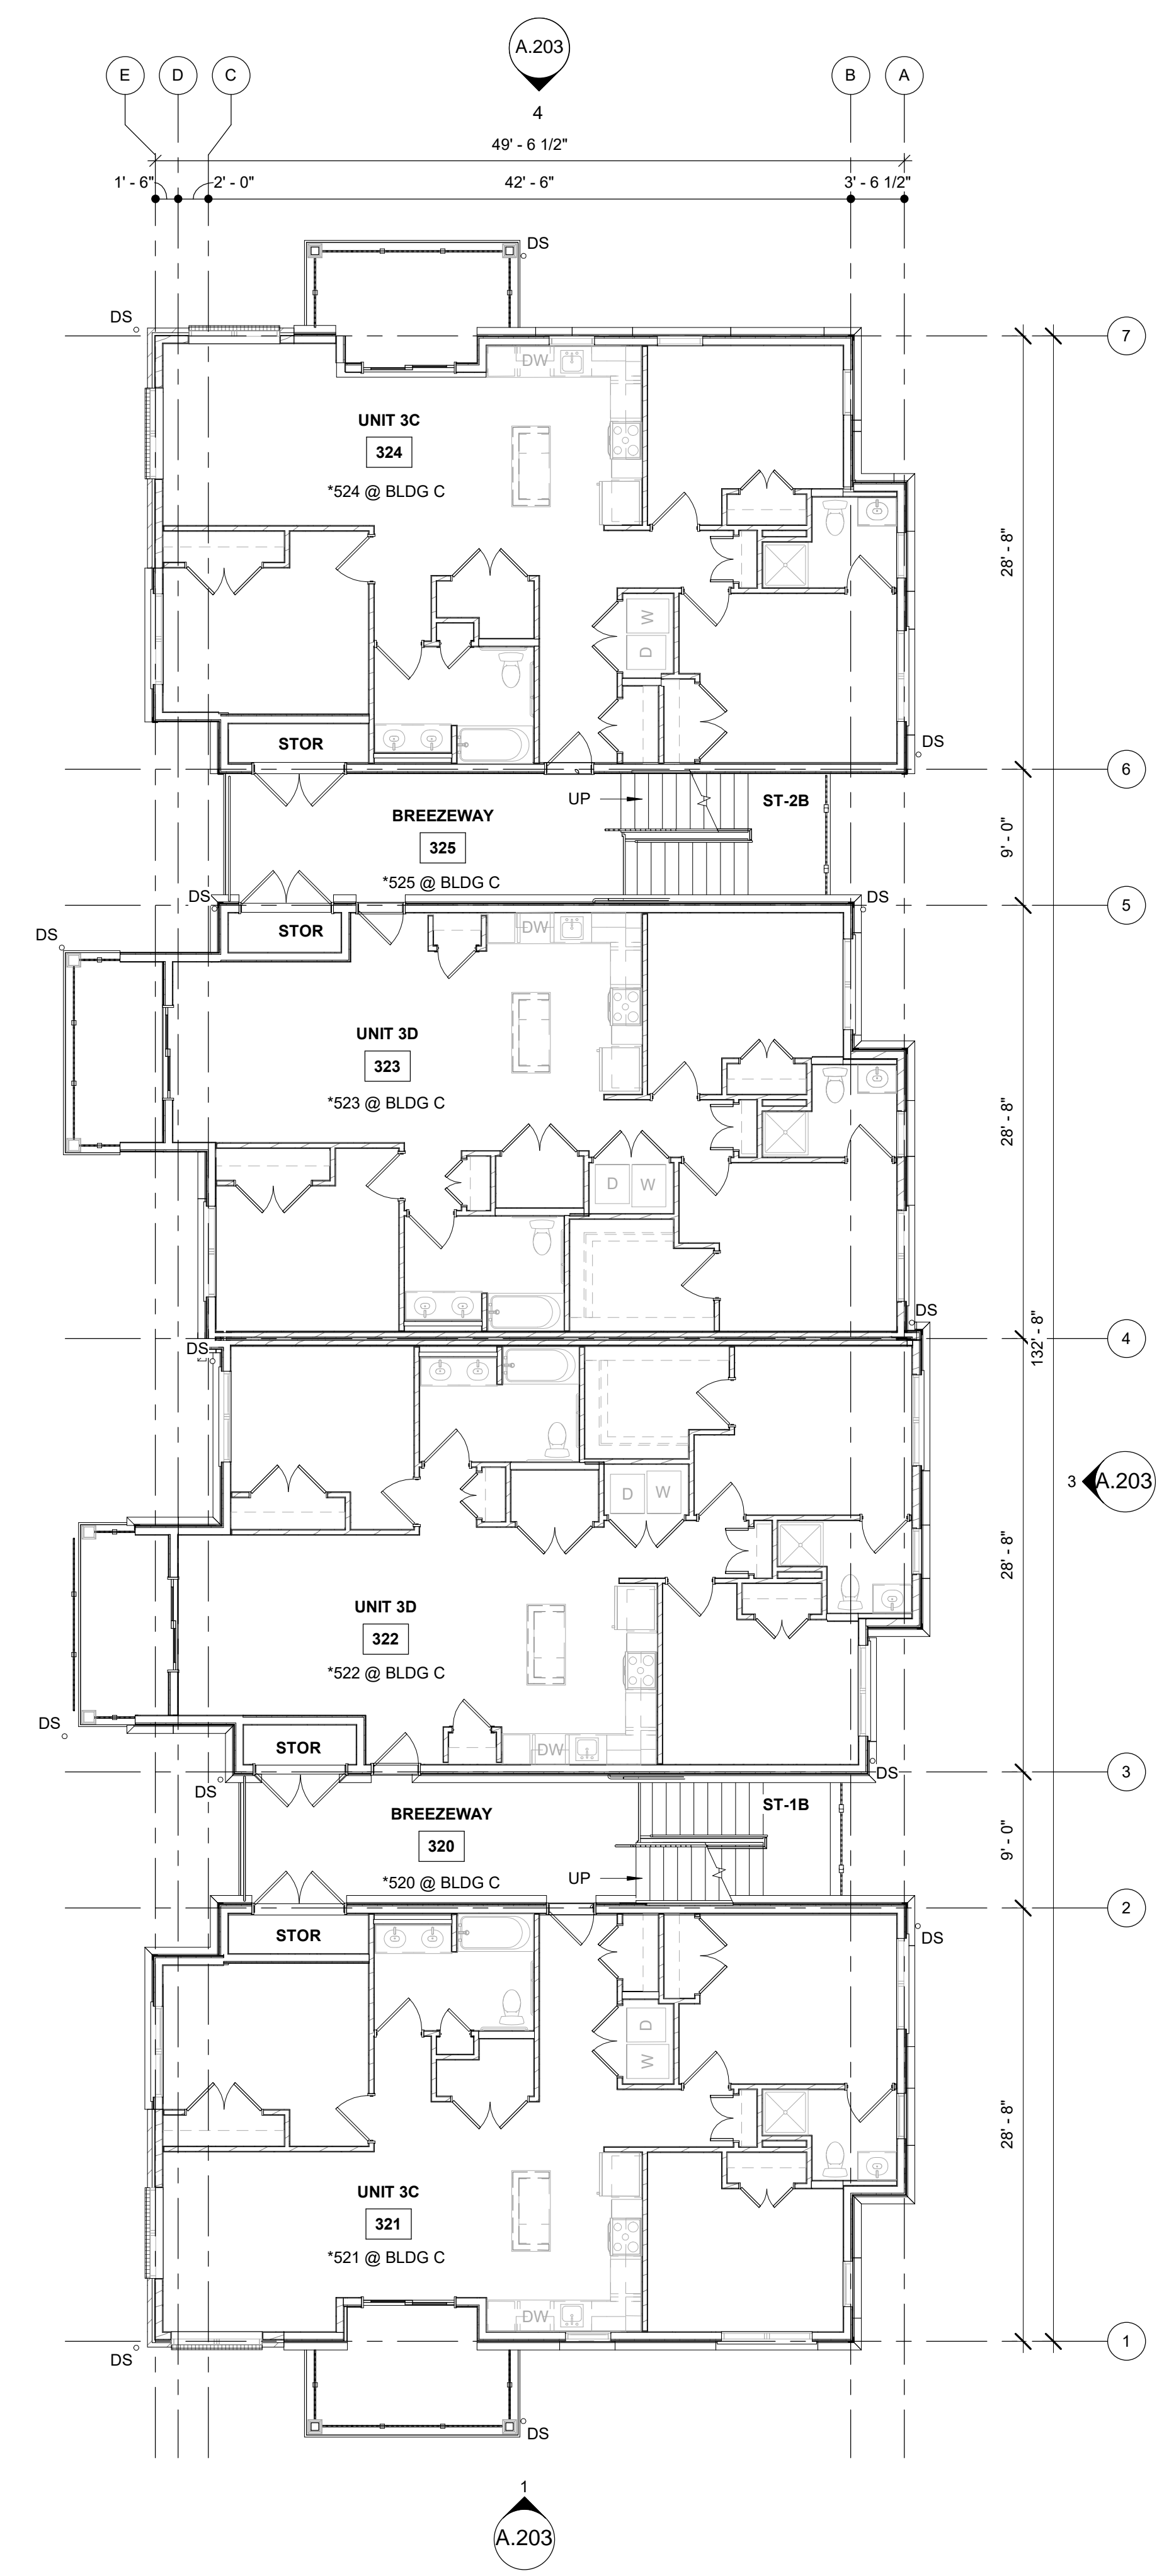 A.203
4
E
D
C
B
A
49' - 6 1/2"
1' - 6"
2' - 0"
42' - 6"
3' - 6 1/2"
DS
DS
7
DW
UNIT 3C
324
*524 @ BLDG C
28' - 8"
W
D
STOR
DS
6
UP
ST-2B
BREEZEWAY
325
*525 @ BLDG C
9' - 0"
DS
DS
5
STOR
DW
DS
UNIT 3D
323
*523 @ BLDG C
28' - 8"
D
W
DS
4
132' - 8"
DS
3
A.203
D
W
28' - 8"
UNIT 3D
322
*522 @ BLDG C
DS
STOR
DW
DS
3
DS
BREEZEWAY
ST-1B
320
*520 @ BLDG C
UP
9' - 0"
2
STOR
DS
D
W
28' - 8"
UNIT 3C
321
*521 @ BLDG C
DW
1
DS
DS
1
A.203